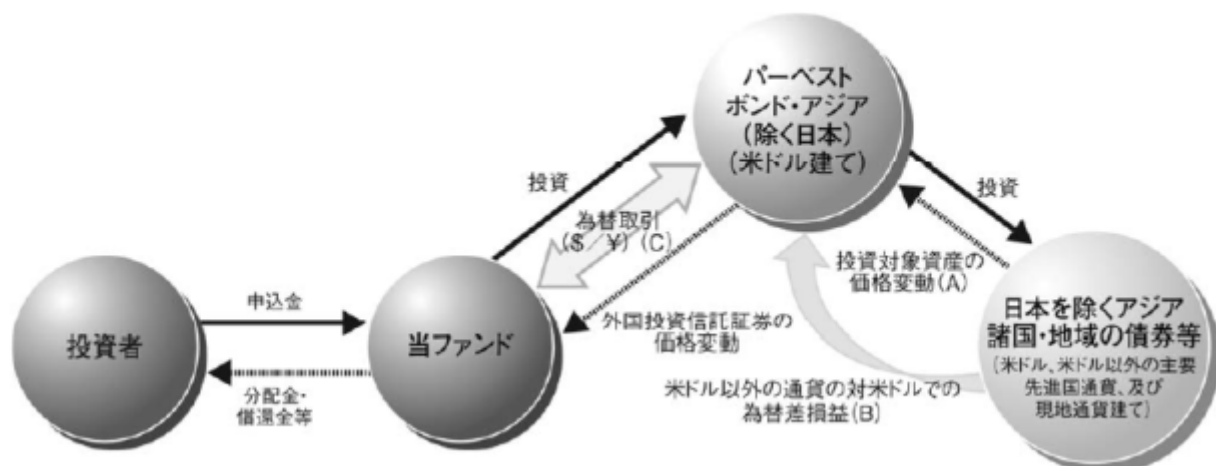 パーベスト
ボンド・アジア
(除く日本)
(米ドル建て)
投資
投資
為替取引
($/¥)(C)
投資対象資産の
価格変動(A)
申込金
外国投資信託証券の
価格変動
日本を除くアジア
諸国・地域の債券等
(米ドル、米ドル以外の主要
先進国通貨、及び
現地通貨建て)
投資者
当ファンド
米ドル以外の通貨の対米ドルでの
為替差損益(B)
分配金・
償還金等